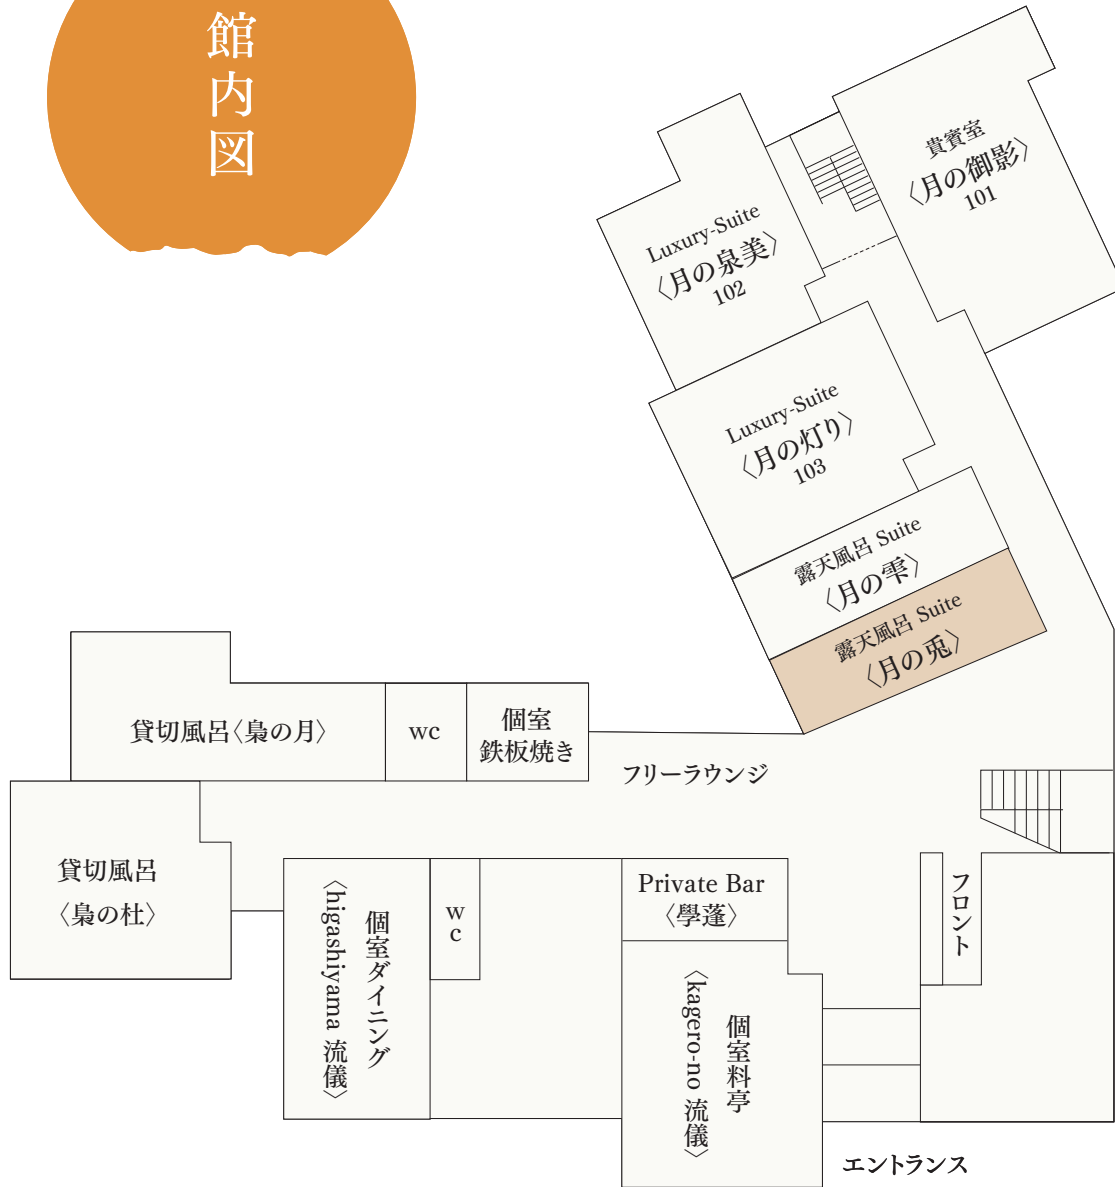 館内図
貴賓室
〈月の御影〉
101
Luxury-Suite
〈月の泉美〉
102
Luxury-Suite
〈月の灯り〉
103
露天風呂 Suite
〈月の雫〉
露天風呂 Suite
〈月の兎〉
貸切風呂〈梟の月〉
wc
個室
鉄板焼き
フリーラウンジ
貸切風呂
〈梟の杜〉
個室ダイニング
〈higashiyama 流儀〉
w
c
Private Bar
〈學蓬〉
個室料亭
〈kagero-no 流儀〉
フロント
エントランス